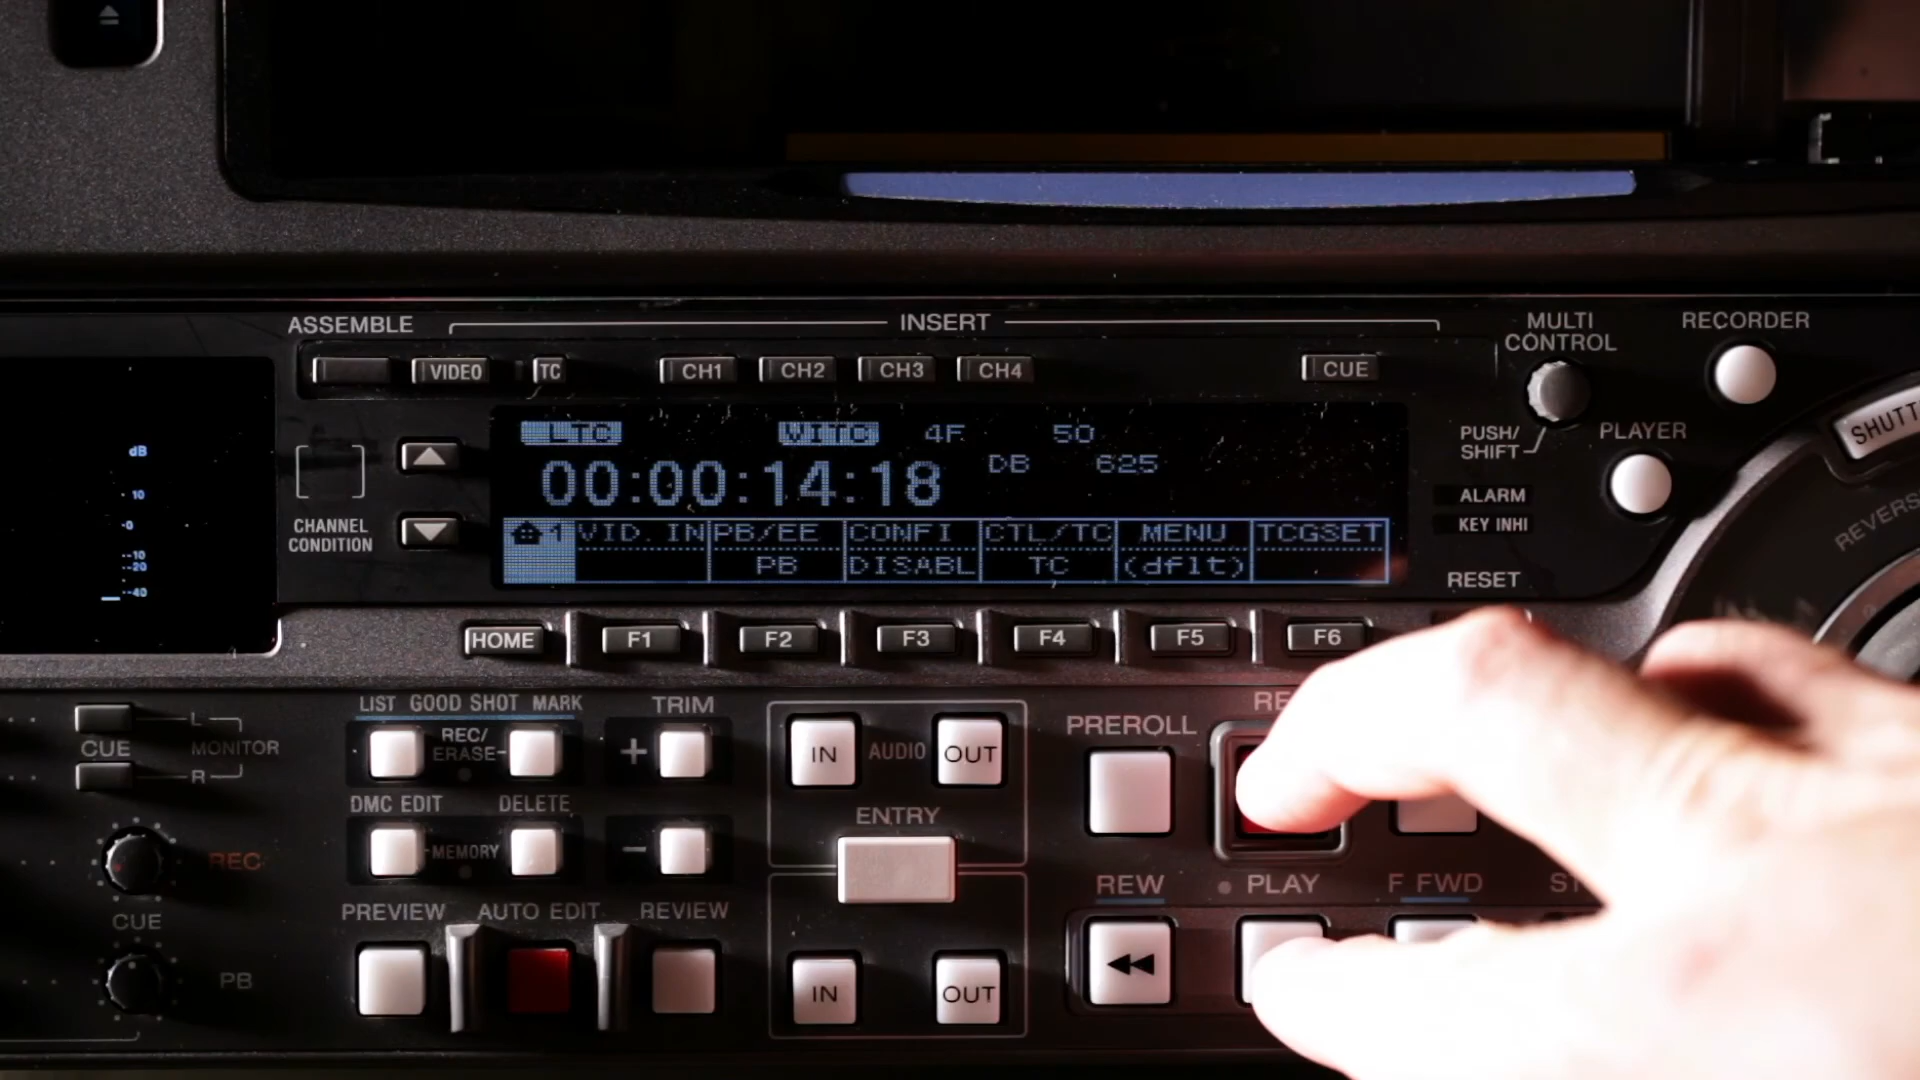 ASSEMBLE INSERT
MULTI CONTROL RECORDER
VIDEO TC CH1 CH2 CH3 CH4 CUE
LTC VITC 4F 50
00:00:14:18 DB 625
VID.IN PB/EE CONFI CTL/TC MENU TCGSET
PB DISABL TC (dflt)
CHANNEL CONDITION
dB
10
-0
--10
--20
--40
PUSH/
SHIFT
PLAYER
ALARM
KEY INHI
RESET
REVERS
HOME F1 F2 F3 F4 F5 F6
LIST GOOD SHOT MARK TRIM
REC/
ERASE
+
L
CUE MONITOR
R
IN AUDIO OUT
PREROLL
DMC EDIT DELETE
MEMORY
-
ENTRY
REC
CUE
PB
PREVIEW AUTO EDIT REVIEW
IN OUT
REW PLAY F FWD